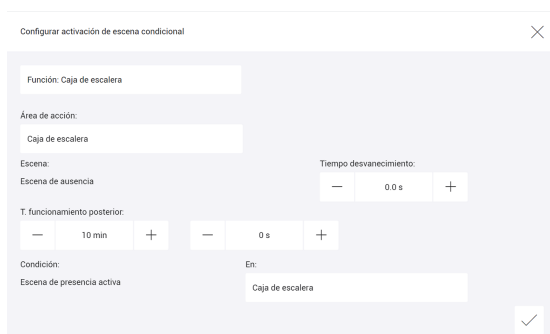 Configurar activación de escena condicional
Función: Caja de escalera
Área de acción:
Caja de escalera
Escena:
Tiempo desvanecimiento:
Escena de ausencia
0.0 s
T. funcionamiento posterior:
10 min
0 s
Condición:
En:
Escena de presencia activa
Caja de escalera